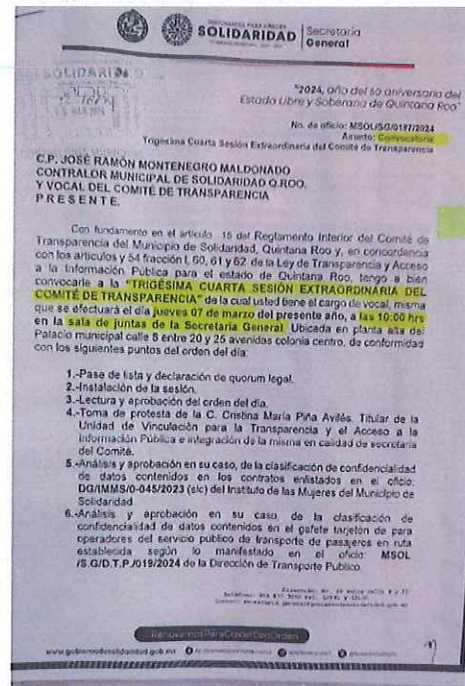 RENOVAMOS PARA CRECER
SOLIDARIDAD
Secretaría
General
SOLIDARIDAD
"2024, año del 50 aniversario del
Estado Libre y Soberano de Quintana Roo"
No. de oficio: MSOL/SG/0197/2024
Asunto: Convocatoria
Trigésima Cuarta Sesión Extraordinaria del Comité de Transparencia
C.P. JOSÉ RAMÓN MONTENEGRO MALDONADO
CONTRALOR MUNICIPAL DE SOLIDARIDAD Q.ROO.
Y VOCAL DEL COMITÉ DE TRANSPARENCIA
P R E S E N T E.
Con fundamento en el artículo 15 del Reglamento Interior del Comité de
Transparencia del Municipio de Solidaridad, Quintana Roo y, en concordancia
con los artículos y 54 fracción I, 60, 61 y 62 de la Ley de Transparencia y Acceso
a la Información Pública para el estado de Quintana Roo, tengo a bien
convocarle a la "TRIGÉSIMA CUARTA SESIÓN EXTRAORDINARIA DEL
COMITÉ DE TRANSPARENCIA" de la cual usted tiene el cargo de vocal, misma
que se efectuará el día jueves 07 de marzo del presente año, a las 10:00 hrs
en la sala de juntas de la Secretaria General. Ubicada en planta alta del
Palacio municipal calle 8 entre 20 y 25 avenidas colonia centro, de conformidad
con los siguientes puntos del orden del día:
1.-Pase de lista y declaración de quorum legal.
2.-Instalación de la sesión.
3.-Lectura y aprobación del orden del día.
4.-Toma de protesta de la C. Cristina María Piña Avilés, Titular de la
Unidad de Vinculación para la Transparencia y el Acceso a la
Información Pública e integración de la misma en calidad de secretaria
del Comité.
5.-Análisis y aprobación en su caso, de la clasificación de confidencialidad
de datos contenidos en los contratos enlistados en el oficio:
DG/IMMS/0-045/2023 (sic) del Instituto de las Mujeres del Municipio de
Solidaridad
6.-Análisis y aprobación en su caso, de la clasificación de
confidencialidad de datos contenidos en el gafete tarjetón de para
operadores del servicio público de transporte de pasajeros en ruta
establecida según lo manifestado en el oficio: MSOL
/S.G/D.T.P./019/2024 de la Dirección de Transporte Público.
RenovamosParaCrecerConOrden
www.gobiernodesolidaridad.gob.mx